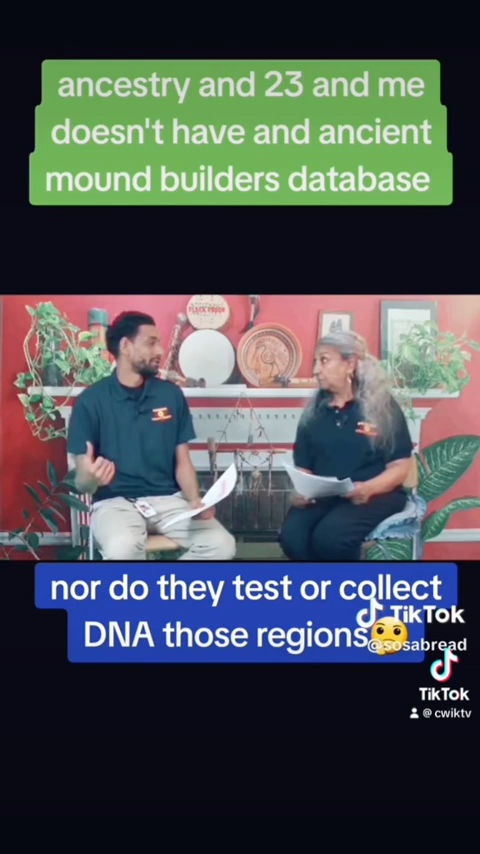 ancestry and 23 and me
doesn't have and ancient
mound builders database
nor do they test or collect
DNA those regions🤔
TikTok
@sosabread
TikTok
@ cwiktv